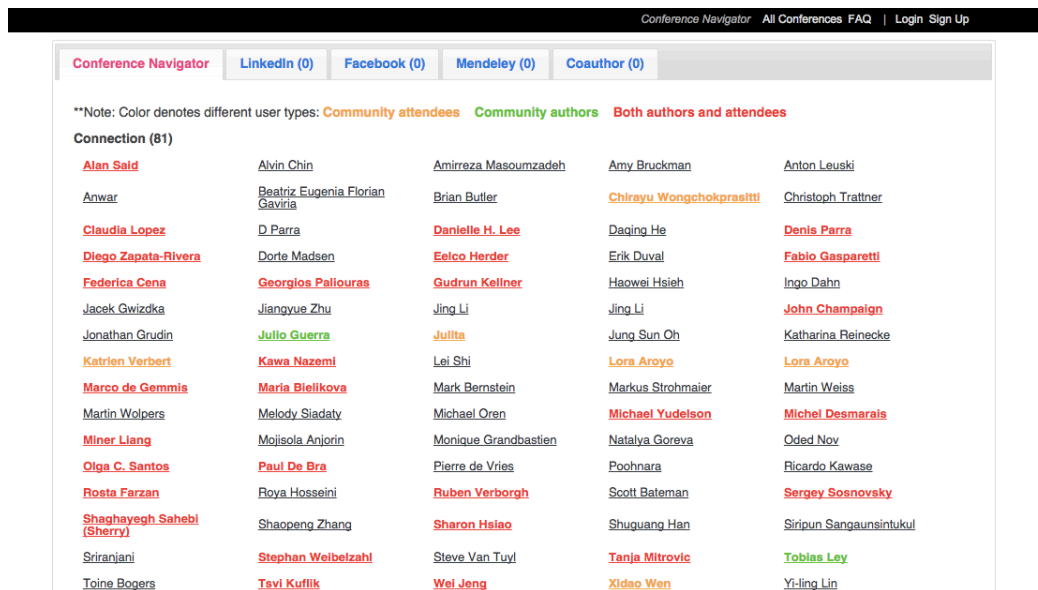 Conference Navigator All Conferences FAQ | Login Sign Up
Conference Navigator LinkedIn (0) Facebook (0) Mendeley (0) Coauthor (0)
**Note: Color denotes different user types: Community attendees Community authors Both authors and attendees
Connection (81)
Alan Said Alvin Chin Amirreza Masoumzadeh Amy Bruckman Anton Leuski
Anwar Beatriz Eugenia Florian Gaviria Brian Butler Chirayu Wongchokprasitti Christoph Trattner
Claudia Lopez D Parra Danielle H. Lee Daqing He Denis Parra
Diego Zapata-Rivera Dorte Madsen Eelco Herder Erik Duval Fabio Gasparetti
Federica Cena Georgios Paliouras Gudrun Kellner Haowei Hsieh Ingo Dahn
Jacek Gwizdka Jiangyue Zhu Jing Li Jing Li John Champaign
Jonathan Grudin Julio Guerra Julita Jung Sun Oh Katharina Reinecke
Katrien Verbert Kawa Nazemi Lei Shi Lora Aroyo Lora Aroyo
Marco de Gemmis Maria Bielikova Mark Bernstein Markus Strohmaier Martin Weiss
Martin Wolpers Melody Siadaty Michael Oren Michael Yudelson Michel Desmarais
Miner Liang Mojisola Anjorin Monique Grandbastien Natalya Goreva Oded Nov
Olga C. Santos Paul De Bra Pierre de Vries Poohnara Ricardo Kawase
Rosta Farzan Roya Hosseini Ruben Verborgh Scott Bateman Sergey Sosnovsky
Shaghayegh Sahebi (Sherry) Shaopeng Zhang Sharon Hsiao Shuguang Han Siripun Sangaunsintukul
Sriranjani Stephan Weibelzahl Steve Van Tuyl Tanja Mitrovic Tobias Ley
Toine Bogers Tsvi Kuflik Wei Jeng Xidao Wen Yi-ling Lin